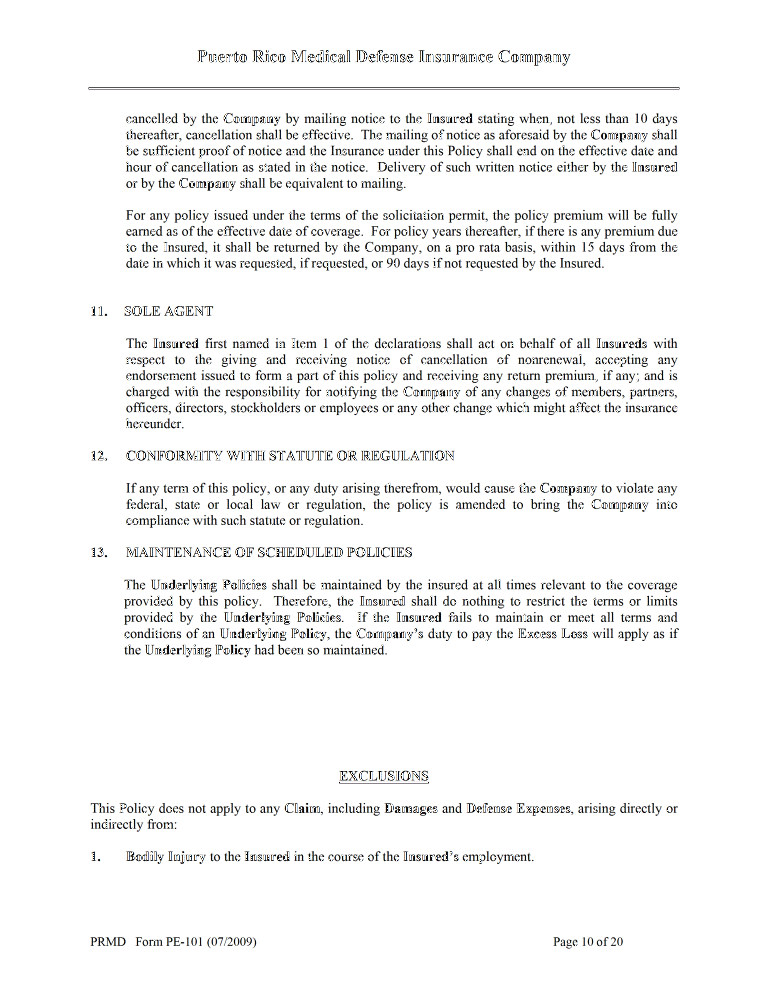 Puerto Rico Medical Defense Insurance Company
cancelled by the Company by mailing notice to the Insured stating when, not less than 10 days
thereafter, cancellation shall be effective. The mailing of notice as aforesaid by the Company shall
be sufficient proof of notice and the Insurance under this Policy shall end on the effective date and
hour of cancellation as stated in the notice. Delivery of such written notice either by the Insured
or by the Company shall be equivalent to mailing.
For any policy issued under the terms of the solicitation permit, the policy premium will be fully
earned as of the effective date of coverage. For policy years thereafter, if there is any premium due
to the Insured, it shall be returned by the Company, on a pro rata basis, within 15 days from the
date in which it was requested, if requested, or 90 days if not requested by the Insured.
11. SOLE AGENT
The Insured first named in Item 1 of the declarations shall act on behalf of all Insureds with
respect to the giving and receiving notice of cancellation of nonrenewal, accepting any
endorsement issued to form a part of this policy and receiving any return premium, if any; and is
charged with the responsibility for notifying the Company of any changes of members, partners,
officers, directors, stockholders or employees or any other change which might affect the insurance
hereunder.
12. CONFORMITY WITH STATUTE OR REGULATION
If any term of this policy, or any duty arising therefrom, would cause the Company to violate any
federal, state or local law or regulation, the policy is amended to bring the Company into
compliance with such statute or regulation.
13. MAINTENANCE OF SCHEDULED POLICIES
The Underlying Policies shall be maintained by the insured at all times relevant to the coverage
provided by this policy. Therefore, the Insured shall do nothing to restrict the terms or limits
provided by the Underlying Policies. If the Insured fails to maintain or meet all terms and
conditions of an Underlying Policy, the Company's duty to pay the Excess Loss will apply as if
the Underlying Policy had been so maintained.
EXCLUSIONS
This Policy does not apply to any Claim, including Damages and Defense Expenses, arising directly or
indirectly from:
1. Bodily Injury to the Insured in the course of the Insured's employment.
PRMD Form PE-101 (07/2009) Page 10 of 20